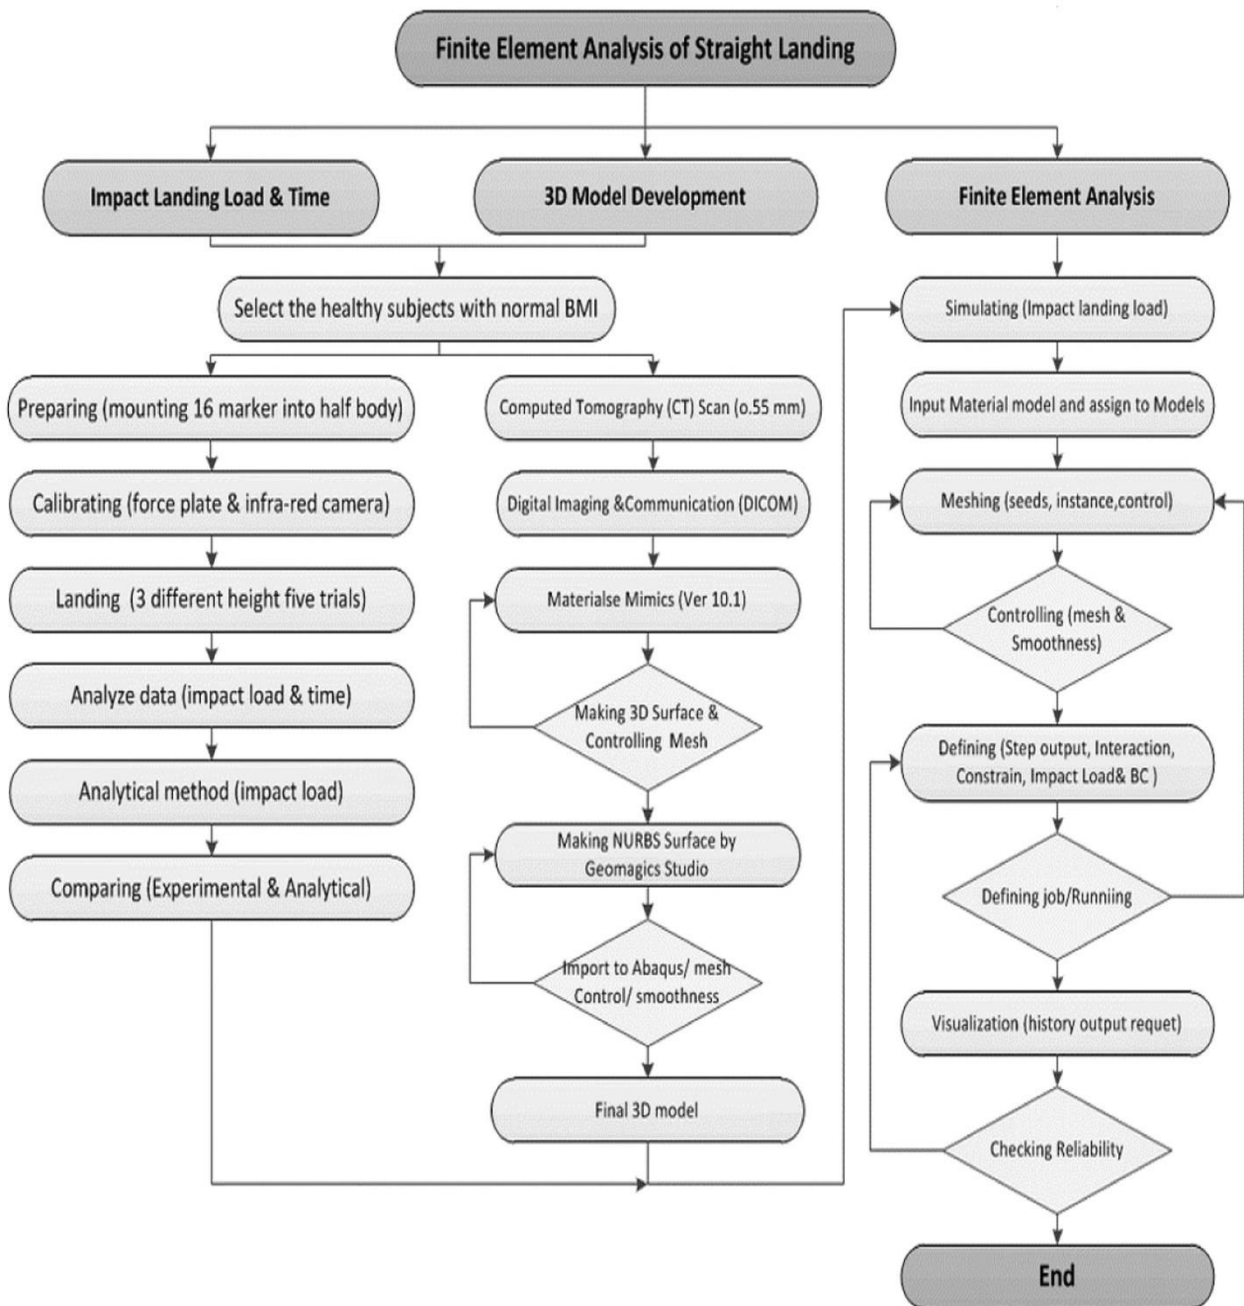 Finite Element Analysis of Straight Landing
Impact Landing Load & Time
3D Model Development
Finite Element Analysis
Select the healthy subjects with normal BMI
Preparing (mounting 16 marker into half body)
Calibrating (force plate & infra-red camera)
Landing (3 different height five trials)
Analyze data (impact load & time)
Analytical method (impact load)
Comparing (Experimental & Analytical)
Computed Tomography (CT) Scan (o.55 mm)
Digital Imaging &Communication (DICOM)
Materialse Mimics (Ver 10.1)
Making 3D Surface &
Controlling Mesh
Making NURBS Surface by
Geomagics Studio
Import to Abaqus/ mesh
Control/ smoothness
Final 3D model
Simulating (Impact landing load)
Input Material model and assign to Models
Meshing (seeds, instance,control)
Controlling (mesh &
Smoothness)
Defining (Step output, Interaction,
Constrain, Impact Load& BC )
Defining job/Runniing
Visualization (history output requet)
Checking Reliability
End